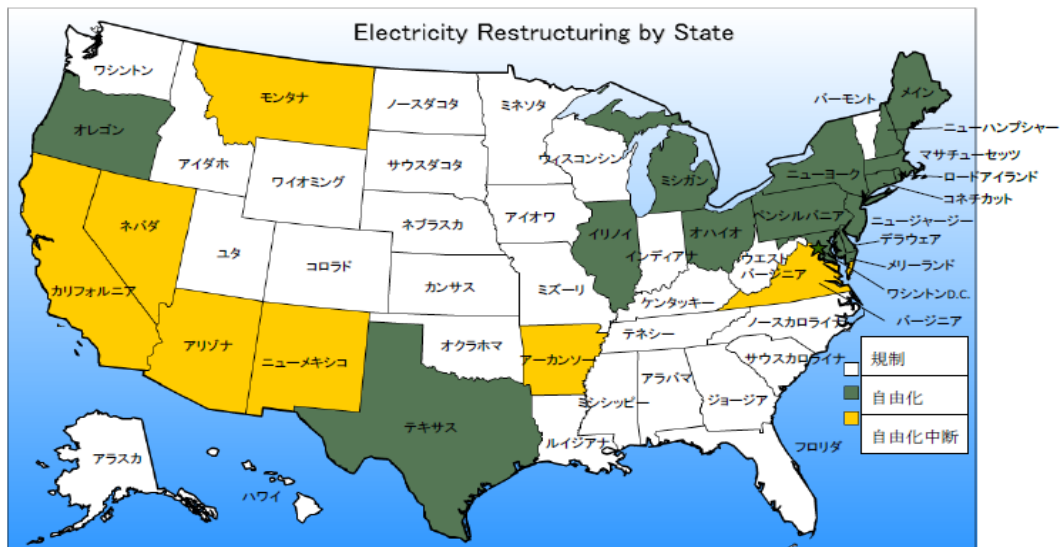 Electricity Restructuring by State
ワシントン
モンタナ
ノースダコタ
ミネソタ
バーモント
メイン
オレゴン
アイダホ
ワイオミング
サウスダコタ
ウィスコンシン
ミシガン
ニューヨーク
ニューハンプシャー
マサチューセッツ
ロードアイランド
コネチカット
ネバダ
ユタ
コロラド
ネブラスカ
アイオワ
イリノイ
インディアナ
オハイオ
ペンシルバニア
ニュージャージー
デラウェア
メリーランド
ワシントンD.C.
バージニア
カリフォルニア
カンザス
ミズーリ
ケンタッキー
ウエスト
バージニア
アリゾナ
ニューメキシコ
オクラホマ
アーカンソー
テネシー
ノースカロライナ
サウスカロライナ
テキサス
ルイジアナ
ミシシッピー
アラバマ
ジョージア
フロリダ
アラスカ
ハワイ
規制
自由化
自由化中断